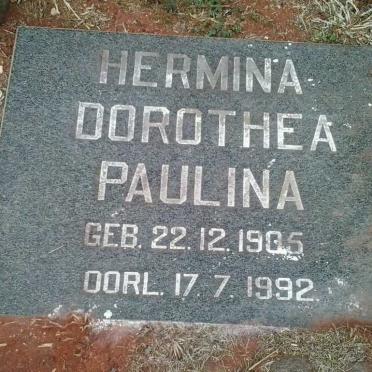 HERMINA
DOROTHEA
PAULINA
GEB. 22. 12. 1905
OORL. 17. 7. 1992